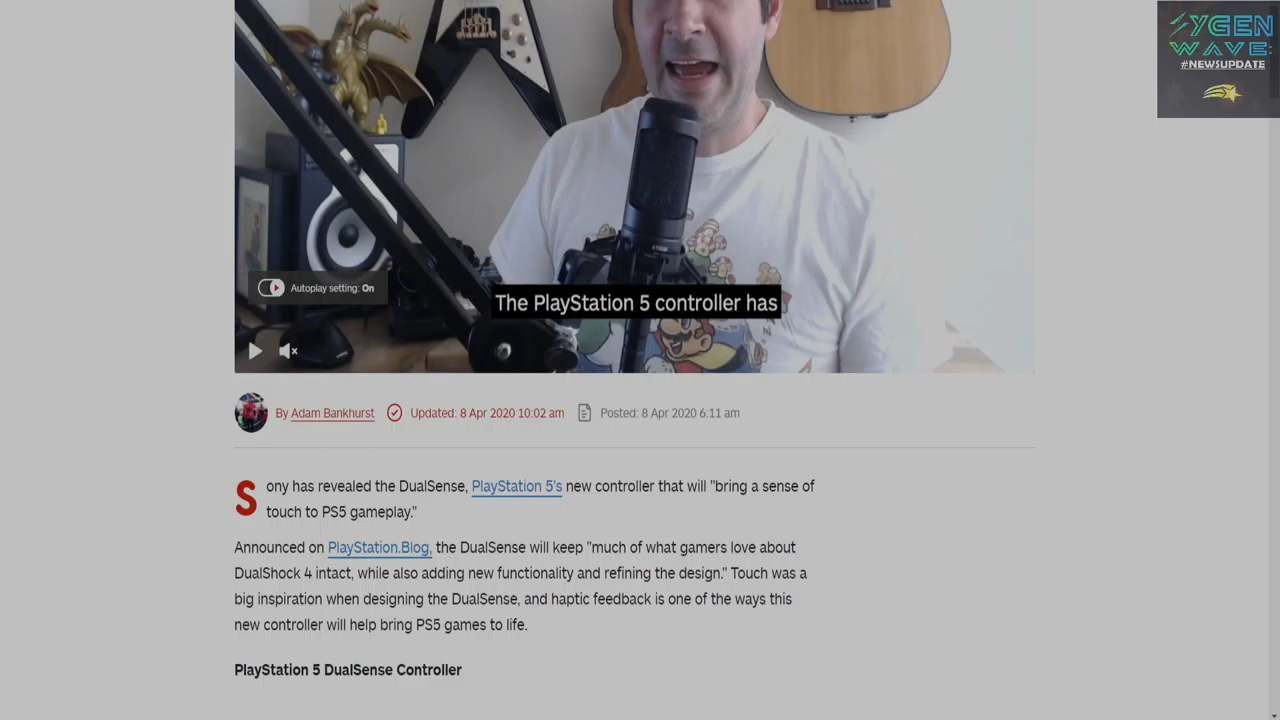 SYGEN
WAVE
#NEWSUPDATE
Autoplay setting: On
The PlayStation 5 controller has
By Adam Bankhurst Updated: 8 Apr 2020 10:02 am Posted: 8 Apr 2020 6:11 am
Sony has revealed the DualSense, PlayStation 5's new controller that will "bring a sense of
touch to PS5 gameplay."
Announced on PlayStation.Blog, the DualSense will keep "much of what gamers love about
DualShock 4 intact, while also adding new functionality and refining the design." Touch was a
big inspiration when designing the DualSense, and haptic feedback is one of the ways this
new controller will help bring PS5 games to life.
PlayStation 5 DualSense Controller